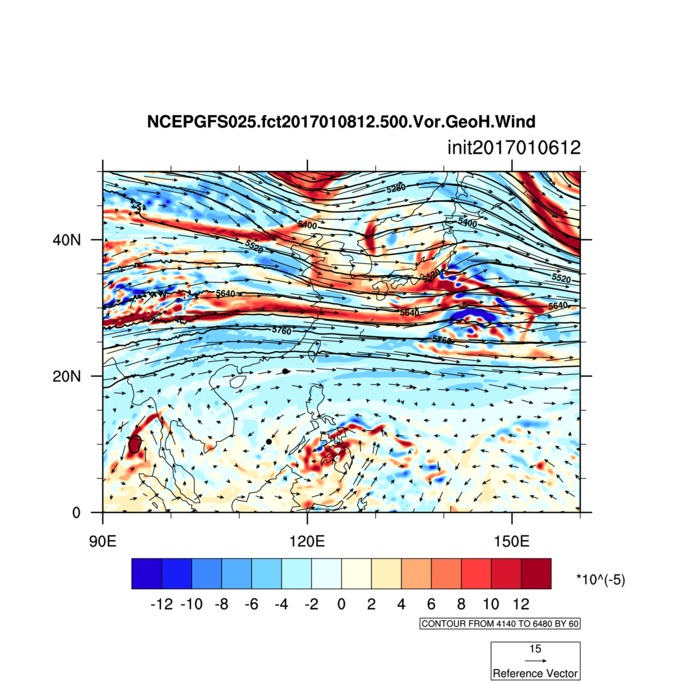 NCEPGFS025.fct2017010812.500.Vor.GeoH.Wind
init2017010612
5280
5400
5400
40N
5520
5520
5640
5640
5640
5760
5760
20N
0
90E 120E 150E
-12 -10 -8 -6 -4 -2 0 2 4 6 8 10 12
*10^(-5)
CONTOUR FROM 4140 TO 6480 BY 60
15
Reference Vector